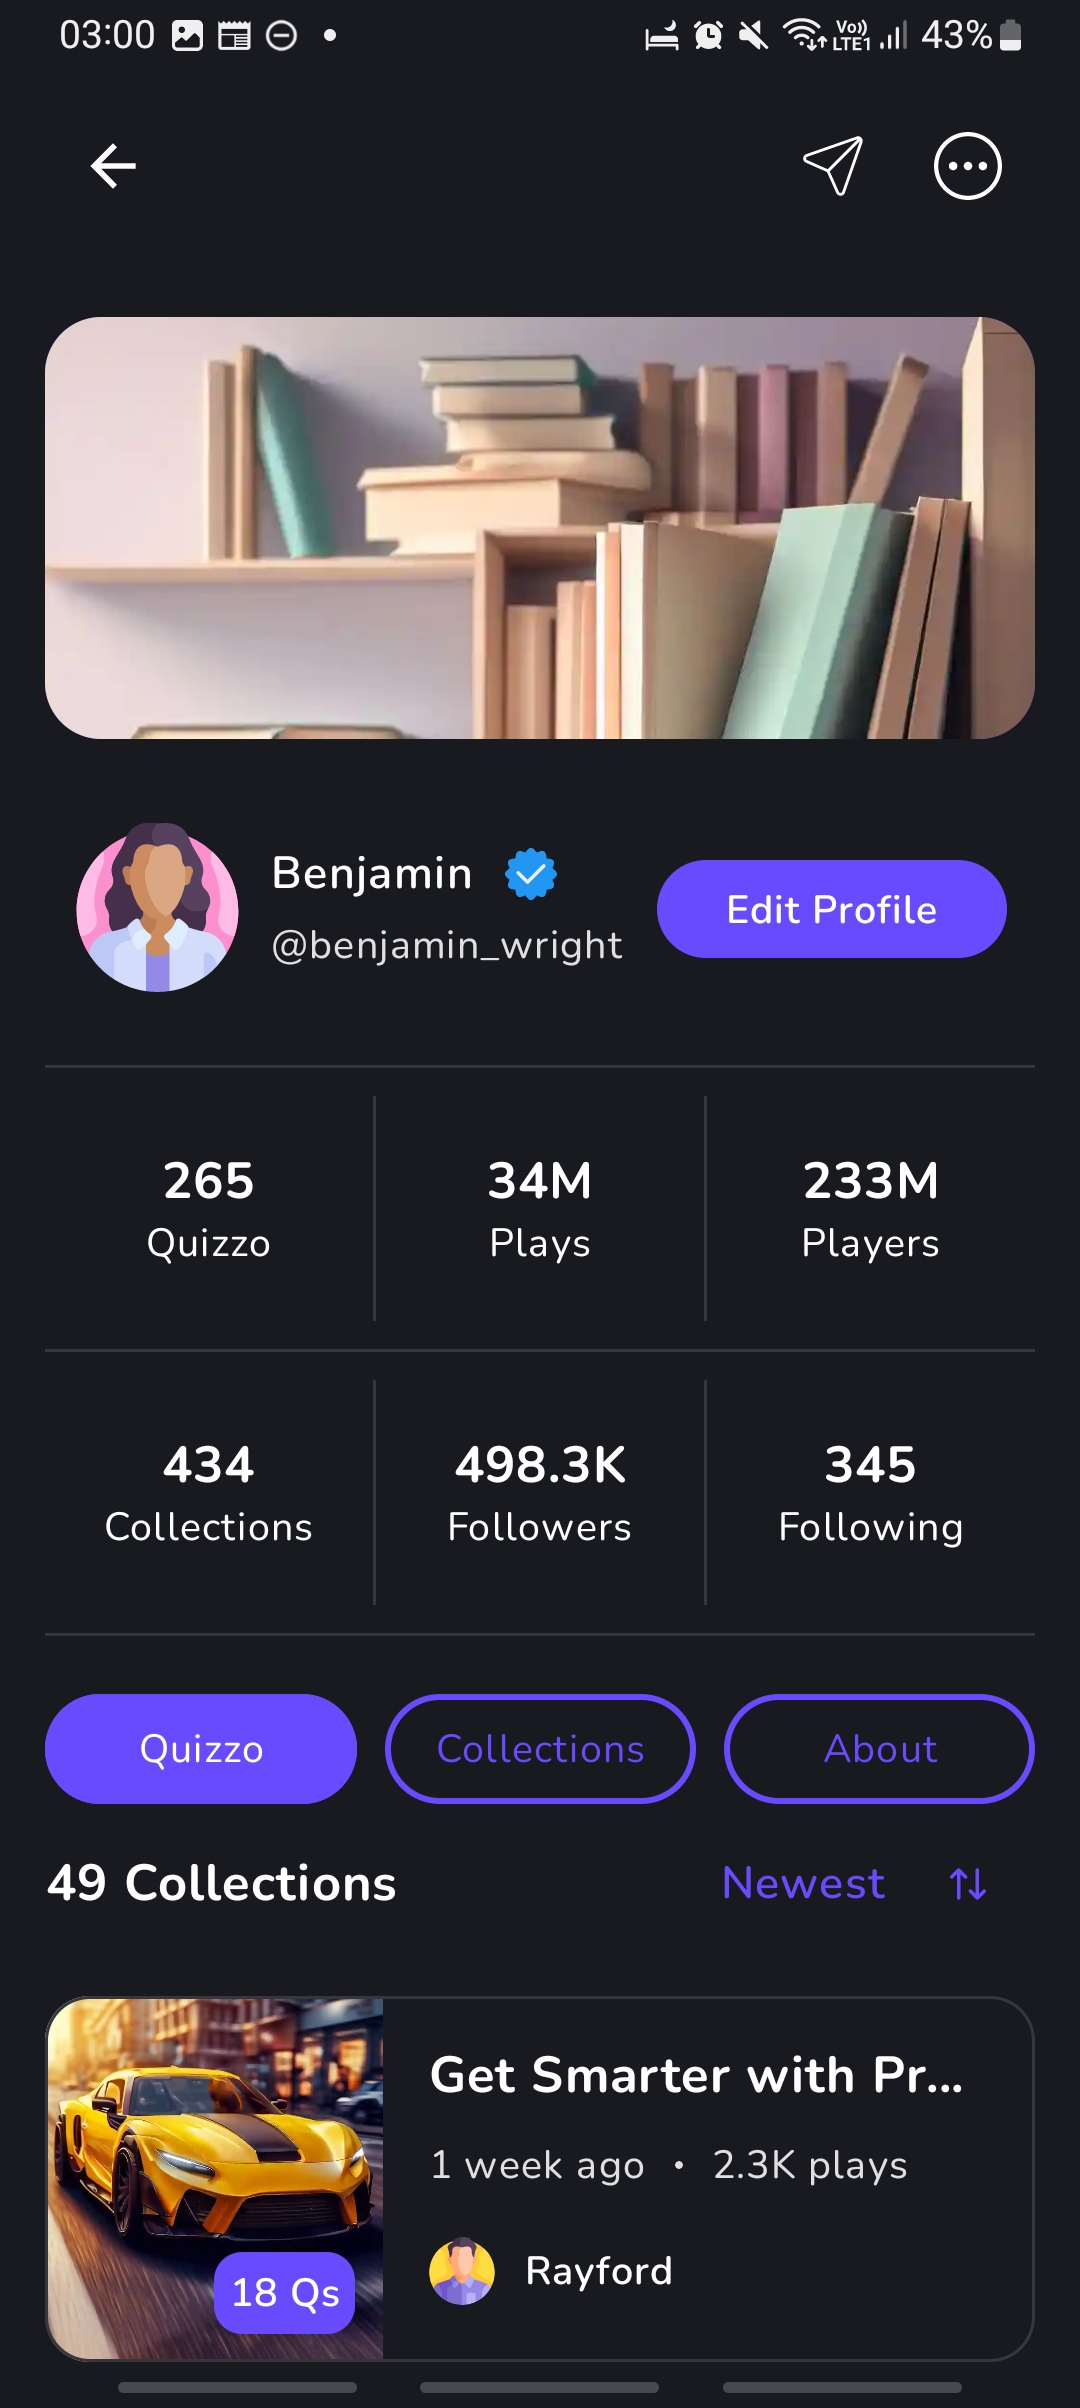 03:00
Vo)) LTE1 43%
Benjamin
@benjamin_wright
Edit Profile
265
Quizzo
34M
Plays
233M
Players
434
Collections
498.3K
Followers
345
Following
Quizzo
Collections
About
49 Collections
Newest
Get Smarter with Pr...
1 week ago • 2.3K plays
18 Qs
Rayford